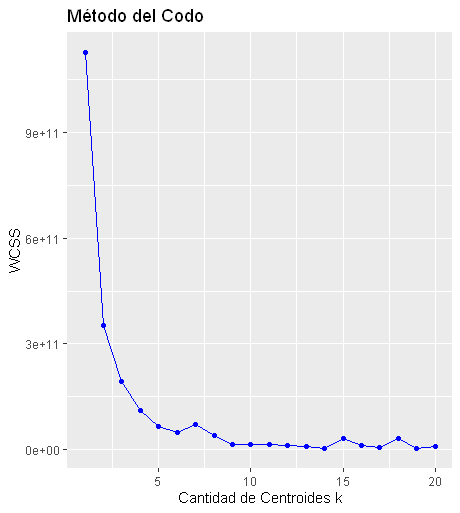 Método del Codo
WCSS
9e+11
6e+11
3e+11
0e+00
5
10
15
20
Cantidad de Centroides k